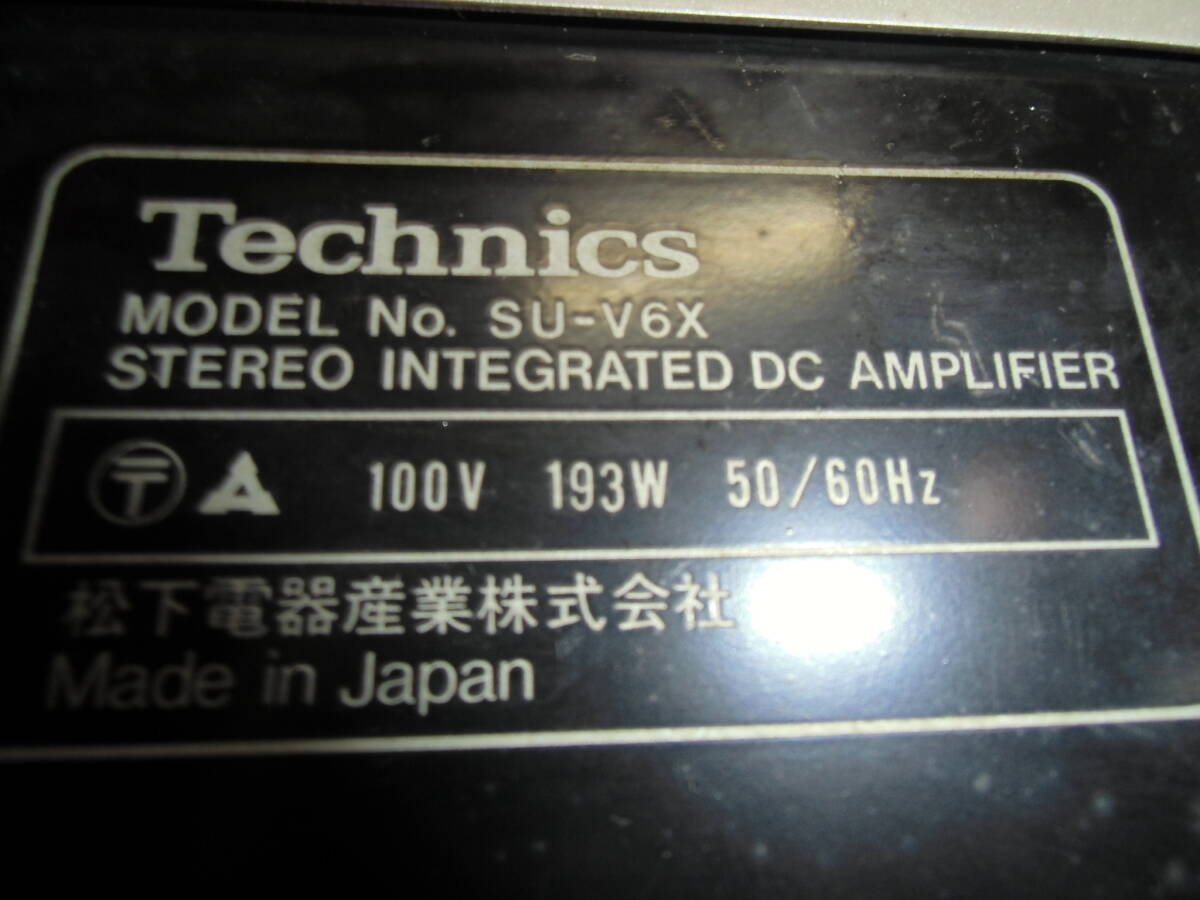 Technics
MODEL No. SU-V6X
STEREO INTEGRATED DC AMPLIFIER
〶 A 100V 193W 50/60Hz
松下電器産業株式会社
Made in Japan